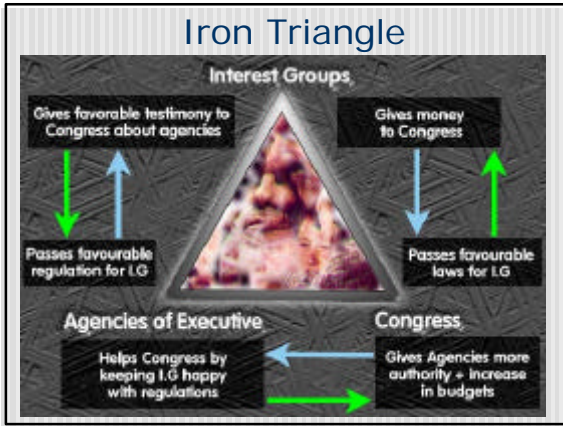 Iron Triangle
Interest Groups
Gives favorable testimony to
Congress about agencies
Gives money
to Congress
Passes favourable
regulation for I.G
Passes favourable
laws for I.G
Agencies of Executive
Congress
Helps Congress by
keeping I.G happy
with regulations
Gives Agencies more
authority + increase
in budgets